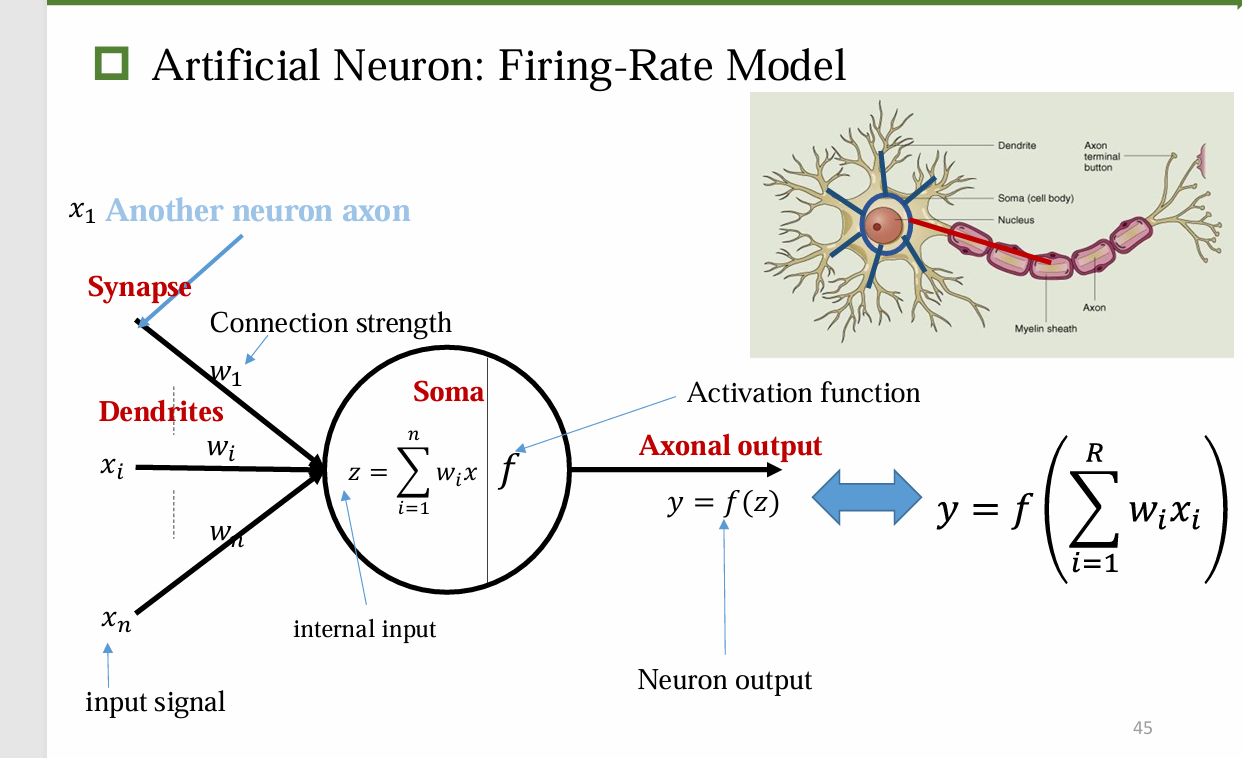 Artificial Neuron: Firing-Rate Model
Dendrite
Axon
terminal
button
Soma (cell body)
Nucleus
Axon
Myelin sheath
x₁ Another neuron axon
Synapse
Connection strength
w₁
Soma
Activation function
Dendrites
Axonal output
wᵢ
xᵢ
z = ∑ᵢ₌₁ⁿ wᵢx
f
y = f(z)
y = f(∑ᵢ₌₁ᴿ wᵢxᵢ)
wₙ
xₙ
internal input
Neuron output
input signal
45